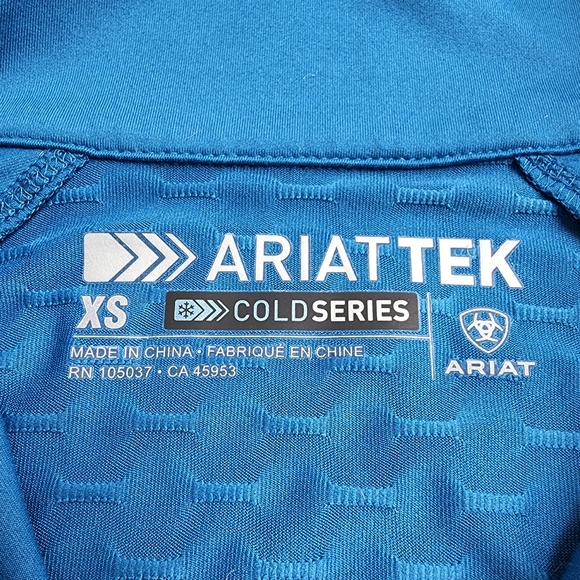 ARIATTEK
XS COLDSERIES
MADE IN CHINA • FABRIQUÉ EN CHINE
RN 105037 • CA 45953
ARIAT